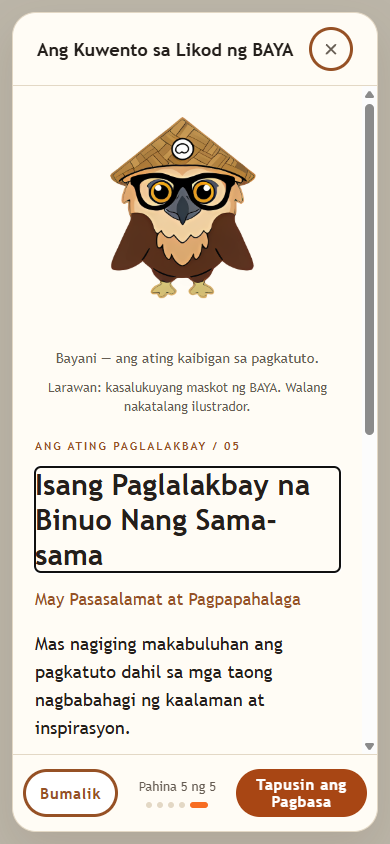 Ang Kuwento sa Likod ng BAYA
Bayani — ang ating kaibigan sa pagkatuto.
Larawan: kasalukuyang maskot ng BAYA. Walang
nakatalang ilustrador.
ANG ATING PAGLALAKBAY / 05
Isang Paglalakbay na
Binuo Nang Sama-
sama
May Pasasalamat at Pagpapahalaga
Mas nagiging makabuluhan ang
pagkatuto dahil sa mga taong
nagbabahagi ng kaalaman at
inspirasyon.
Bumalik
Pahina 5 ng 5
Tapusin ang
Pagbasa